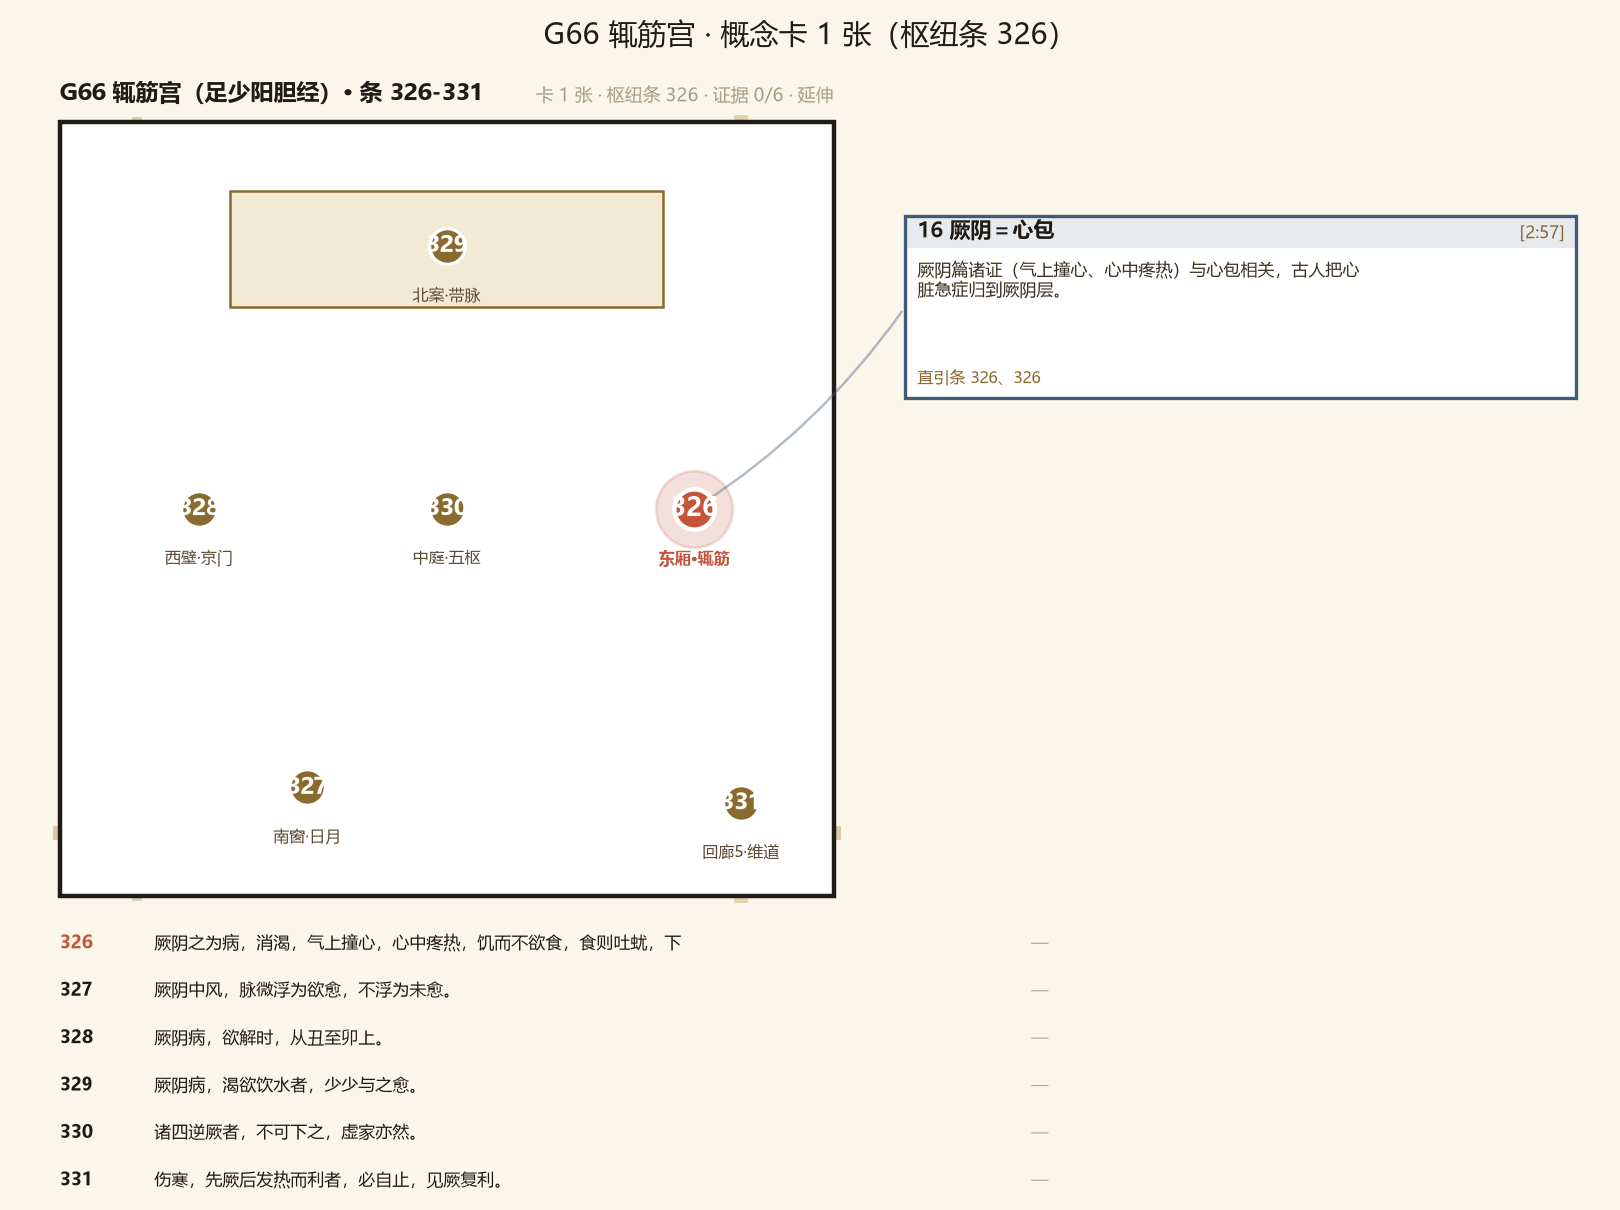 G66 辄筋宫 · 概念卡 1 张（枢纽条 326）
G66 辄筋宫（足少阳胆经）• 条 326-331
卡 1 张 · 枢纽条 326 · 证据 0/6 · 延伸
329
北案·带脉
16 厥阴＝心包
[2:57]
厥阴篇诸证（气上撞心、心中疼热）与心包相关，古人把心
脏急症归到厥阴层。
直引条 326、326
328
西壁·京门
330
中庭·五枢
326
东厢•辄筋
327
南窗·日月
331
回廊5·维道
326 厥阴之为病，消渴，气上撞心，心中疼热，饥而不欲食，食则吐蚘，下 —
327 厥阴中风，脉微浮为欲愈，不浮为未愈。 —
328 厥阴病，欲解时，从丑至卯上。 —
329 厥阴病，渴欲饮水者，少少与之愈。 —
330 诸四逆厥者，不可下之，虚家亦然。 —
331 伤寒，先厥后发热而利者，必自止，见厥复利。 —